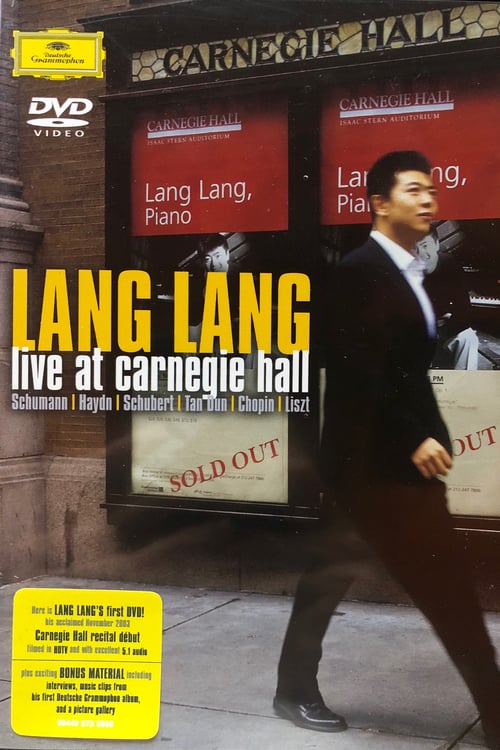 Deutsche
Grammophon
DVD
VIDEO
CARNEGIE HALL
CARNEGIE HALL
ISAAC STERN AUDITORIUM
Lang Lang,
Piano
CARNEGIE HALL
ISAAC STERN AUDITORIUM
Lang Lang,
LANG LANG
live at carnegie hall
Schumann | Haydn | Schubert | Tan Dun | Chopin | Liszt
PM
SOLD OUT
OUT
Here is LANG LANG'S first DVD!
his acclaimed November 2003
Carnegie Hall recital début
filmed in HDTV and with excellent 5.1 audio
plus exciting BONUS MATERIAL including
interviews, music clips from
his first Deutsche Grammophon album,
and a picture gallery